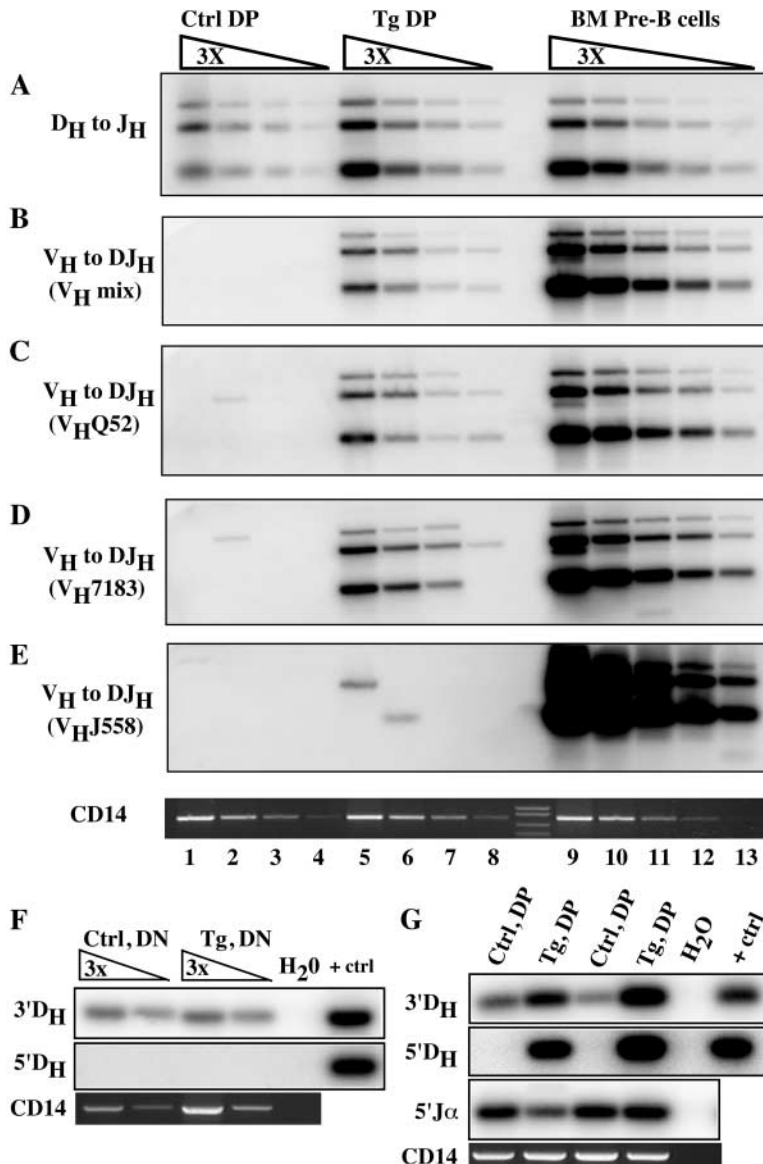 Ctrl DP Tg DP BM Pre-B cells
3X 3X 3X
A
DH to JH
B
VH to DJH
(VH mix)
C
VH to DJH
(VHQ52)
D
VH to DJH
(VH7183)
E
VH to DJH
(VHJ558)
CD14
1 2 3 4 5 6 7 8 9 10 11 12 13
F
Ctrl, DN Tg, DN
3x 3x H20 + ctrl
3'DH
5'DH
CD14
G
Ctrl, DP Tg, DP Ctrl, DP Tg, DP H2O + ctrl
3'DH
5'DH
5'Jα
CD14